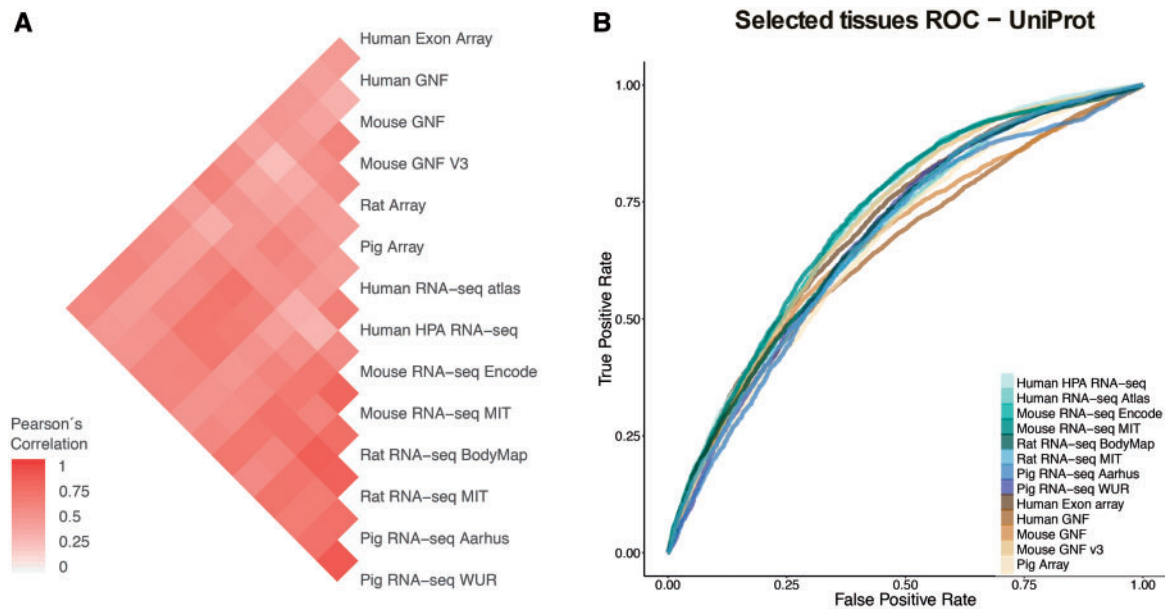 A
Human Exon Array
Human GNF
Mouse GNF
Mouse GNF V3
Rat Array
Pig Array
Human RNA-seq atlas
Human HPA RNA-seq
Mouse RNA-seq Encode
Mouse RNA-seq MIT
Rat RNA-seq BodyMap
Rat RNA-seq MIT
Pig RNA-seq Aarhus
Pig RNA-seq WUR
Pearson´s
Correlation
1
0.75
0.5
0.25
0
B
Selected tissues ROC − UniProt
True Positive Rate
1.00
0.75
0.50
0.25
0.00
0.00
0.25
0.50
0.75
1.00
False Positive Rate
Human HPA RNA-seq
Human RNA-seq Atlas
Mouse RNA-seq Encode
Mouse RNA-seq MIT
Rat RNA-seq BodyMap
Rat RNA-seq MIT
Pig RNA-seq Aarhus
Pig RNA-seq WUR
Human Exon array
Human GNF
Mouse GNF
Mouse GNF v3
Pig Array